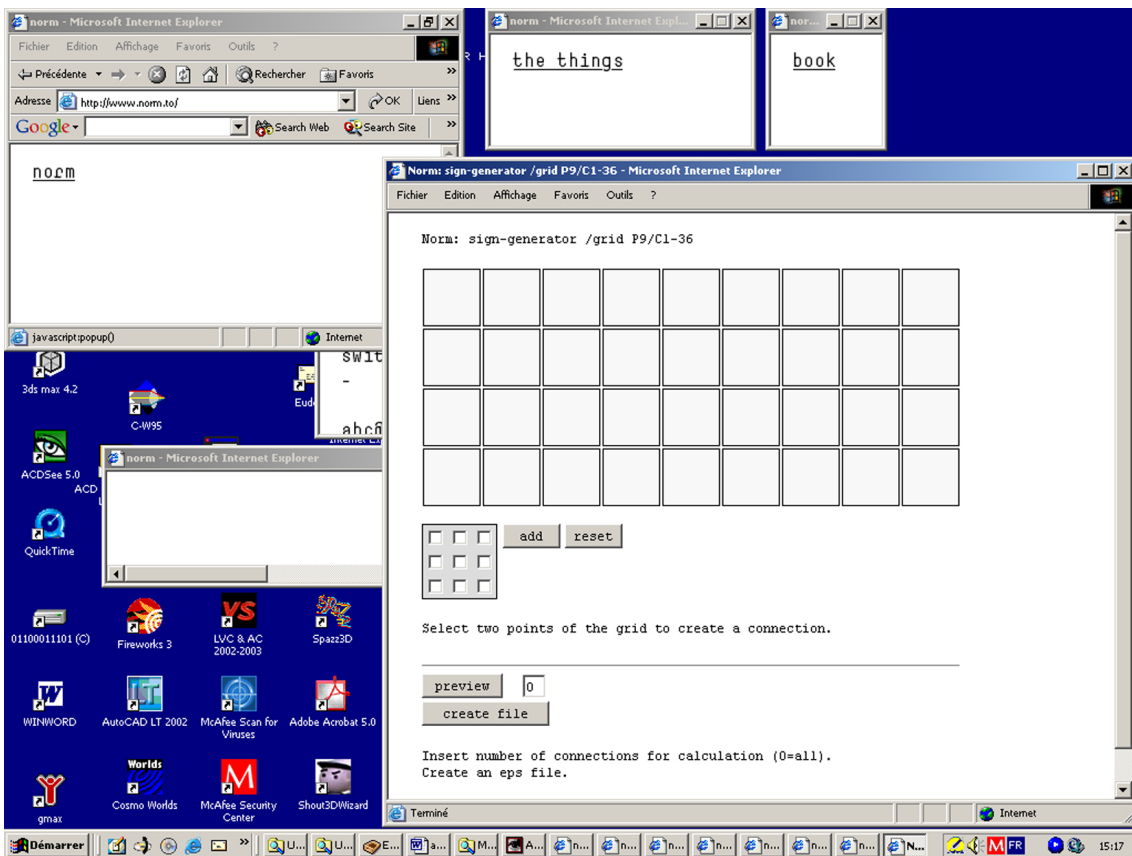 norm - Microsoft Internet Explorer
Fichier Edition Affichage Favoris Outils ?
Précédente Rechercher Favoris »
Adresse http://www.norm.to/ OK Liens »
Google Search Web Search Site »
norm
javascript:popup() Internet
norm - Microsoft Internet Expl...
the things
nor...
book
R H
Norm: sign-generator /grid P9/C1-36 - Microsoft Internet Explorer
Fichier Edition Affichage Favoris Outils ?
Norm: sign-generator /grid P9/C1-36
add reset
Select two points of the grid to create a connection.
preview 0
create file
Insert number of connections for calculation (0=all).
Create an eps file.
Terminé Internet
swit
-
abcñ
3ds max 4.2
C-W95
Eud
ACDSee 5.0
ACD
norm - Microsoft Internet Explorer
QuickTime
01100011101 (C)
Fireworks 3
LVC & AC
2002-2003
Spazz3D
WINWORD
AutoCAD LT 2002
McAfee Scan for
Viruses
Adobe Acrobat 5.0
gmax
Worlds
Cosmo Worlds
McAfee Security
Center
Shout3DWizard
Démarrer » U... U... E... a... M... A... n... n... n... n... n... n... n... N... FR 15:17